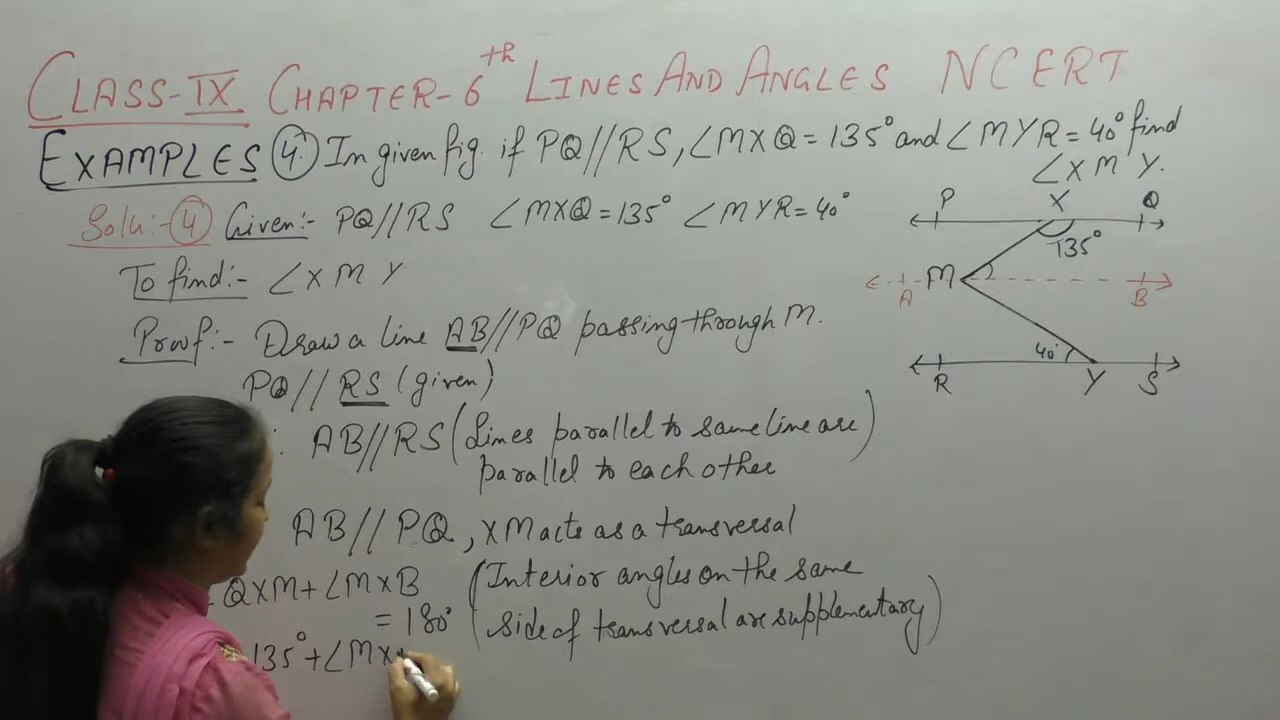 CLASS-IX CHAPTER-6th LINES AND ANGLES NCERT
EXAMPLES 4. In given fig. if PQ//RS, ∠MXQ = 135° and ∠MYR = 40° find
∠XMY.
Soln:- 4 Given:- PQ//RS ∠MXQ = 135° ∠MYR = 40°
To find:- ∠XMY
Proof:- Draw a line AB//PQ passing through M.
PQ//RS (given)
∴ AB//RS (Lines parallel to same line are
parallel to each other)
AB//PQ, XM acts as a transversal
QXM + ∠MXB
= 180°
(Interior angles on the same
side of transversal are supplementary)
135° + ∠MX
P X Q
135°
A M B
40°
R Y S